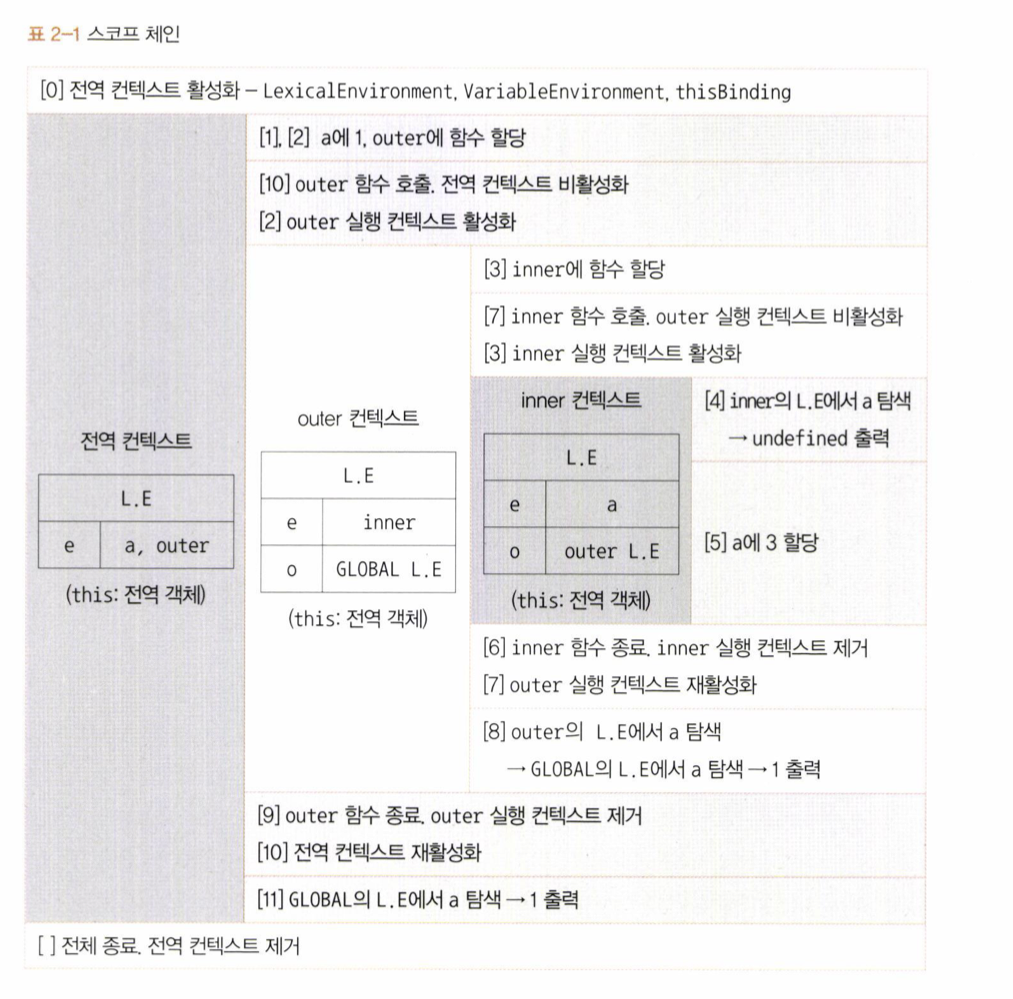 표 2-1 스코프 체인
[0] 전역 컨텍스트 활성화 – LexicalEnvironment, VariableEnvironment, thisBinding
[1], [2] a에 1, outer에 함수 할당
[10] outer 함수 호출. 전역 컨텍스트 비활성화
[2] outer 실행 컨텍스트 활성화
[3] inner에 함수 할당
[7] inner 함수 호출. outer 실행 컨텍스트 비활성화
[3] inner 실행 컨텍스트 활성화
전역 컨텍스트
L.E
e a, outer
(this: 전역 객체)
outer 컨텍스트
L.E
e inner
o GLOBAL L.E
(this: 전역 객체)
inner 컨텍스트
L.E
e a
o outer L.E
(this: 전역 객체)
[4] inner의 L.E에서 a 탐색
→ undefined 출력
[5] a에 3 할당
[6] inner 함수 종료. inner 실행 컨텍스트 제거
[7] outer 실행 컨텍스트 재활성화
[8] outer의 L.E에서 a 탐색
→ GLOBAL의 L.E에서 a 탐색 → 1 출력
[9] outer 함수 종료. outer 실행 컨텍스트 제거
[10] 전역 컨텍스트 재활성화
[11] GLOBAL의 L.E에서 a 탐색 → 1 출력
[ ] 전체 종료. 전역 컨텍스트 제거